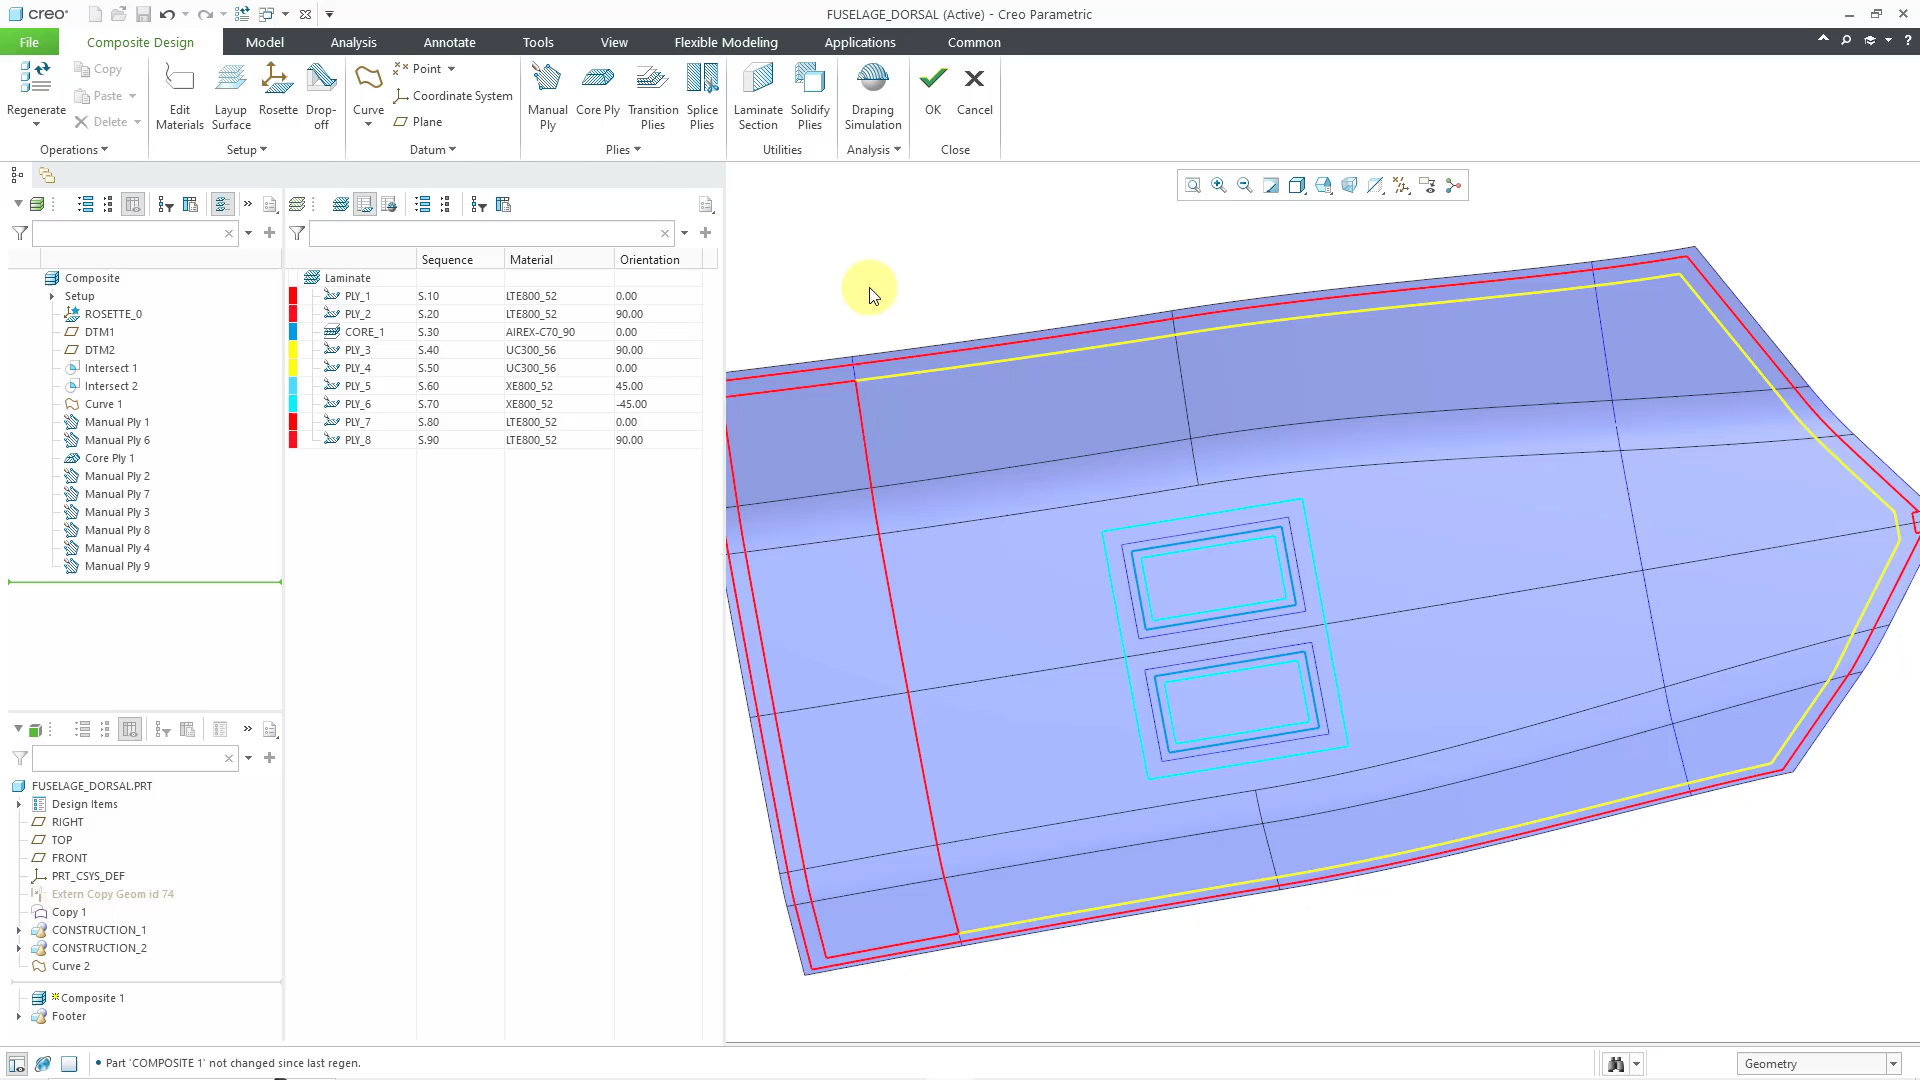 creo
FUSELAGE_DORSAL (Active) - Creo Parametric
File
Composite Design
Model
Analysis
Annotate
Tools
View
Flexible Modeling
Applications
Common
Regenerate
Copy
Paste
Delete
Operations
Edit Materials
Layup Surface
Rosette
Drop-off
Setup
Curve
Point
Coordinate System
Plane
Datum
Manual Ply
Core Ply
Transition Plies
Splice Plies
Plies
Laminate Section
Solidify Plies
Utilities
Draping Simulation
Analysis
OK
Cancel
Close
Composite
Setup
ROSETTE_0
DTM1
DTM2
Intersect 1
Intersect 2
Curve 1
Manual Ply 1
Manual Ply 6
Core Ply 1
Manual Ply 2
Manual Ply 7
Manual Ply 3
Manual Ply 8
Manual Ply 4
Manual Ply 9
Sequence Material Orientation
Laminate
PLY_1 S.10 LTE800_52 0.00
PLY_2 S.20 LTE800_52 90.00
CORE_1 S.30 AIREX-C70_90 0.00
PLY_3 S.40 UC300_56 90.00
PLY_4 S.50 UC300_56 0.00
PLY_5 S.60 XE800_52 45.00
PLY_6 S.70 XE800_52 -45.00
PLY_7 S.80 LTE800_52 0.00
PLY_8 S.90 LTE800_52 90.00
FUSELAGE_DORSAL.PRT
Design Items
RIGHT
TOP
FRONT
PRT_CSYS_DEF
Extern Copy Geom id 74
Copy 1
CONSTRUCTION_1
CONSTRUCTION_2
Curve 2
Composite 1
Footer
• Part 'COMPOSITE 1' not changed since last regen.
Geometry